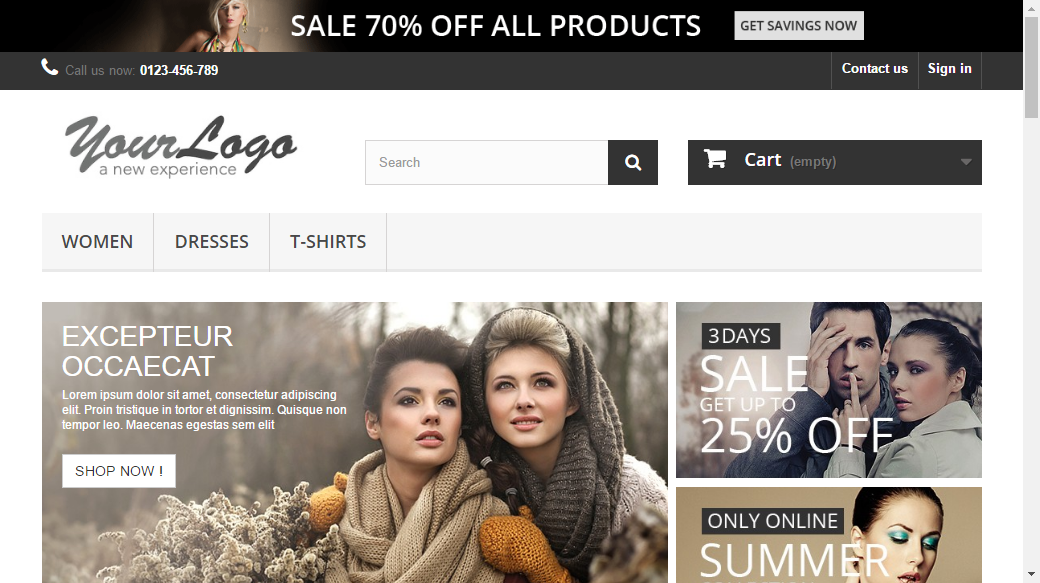 SALE 70% OFF ALL PRODUCTS
GET SAVINGS NOW
Call us now: 0123-456-789
Contact us
Sign in
YourLogo
a new experience
Search
Cart (empty)
WOMEN
DRESSES
T-SHIRTS
EXCEPTEUR
OCCAECAT
Lorem ipsum dolor sit amet, consectetur adipiscing
elit. Proin tristique in tortor et dignissim. Quisque non
tempor leo. Maecenas egestas sem elit
SHOP NOW !
3 DAYS
SALE
GET UP TO
25% OFF
ONLY ONLINE
SUMMER